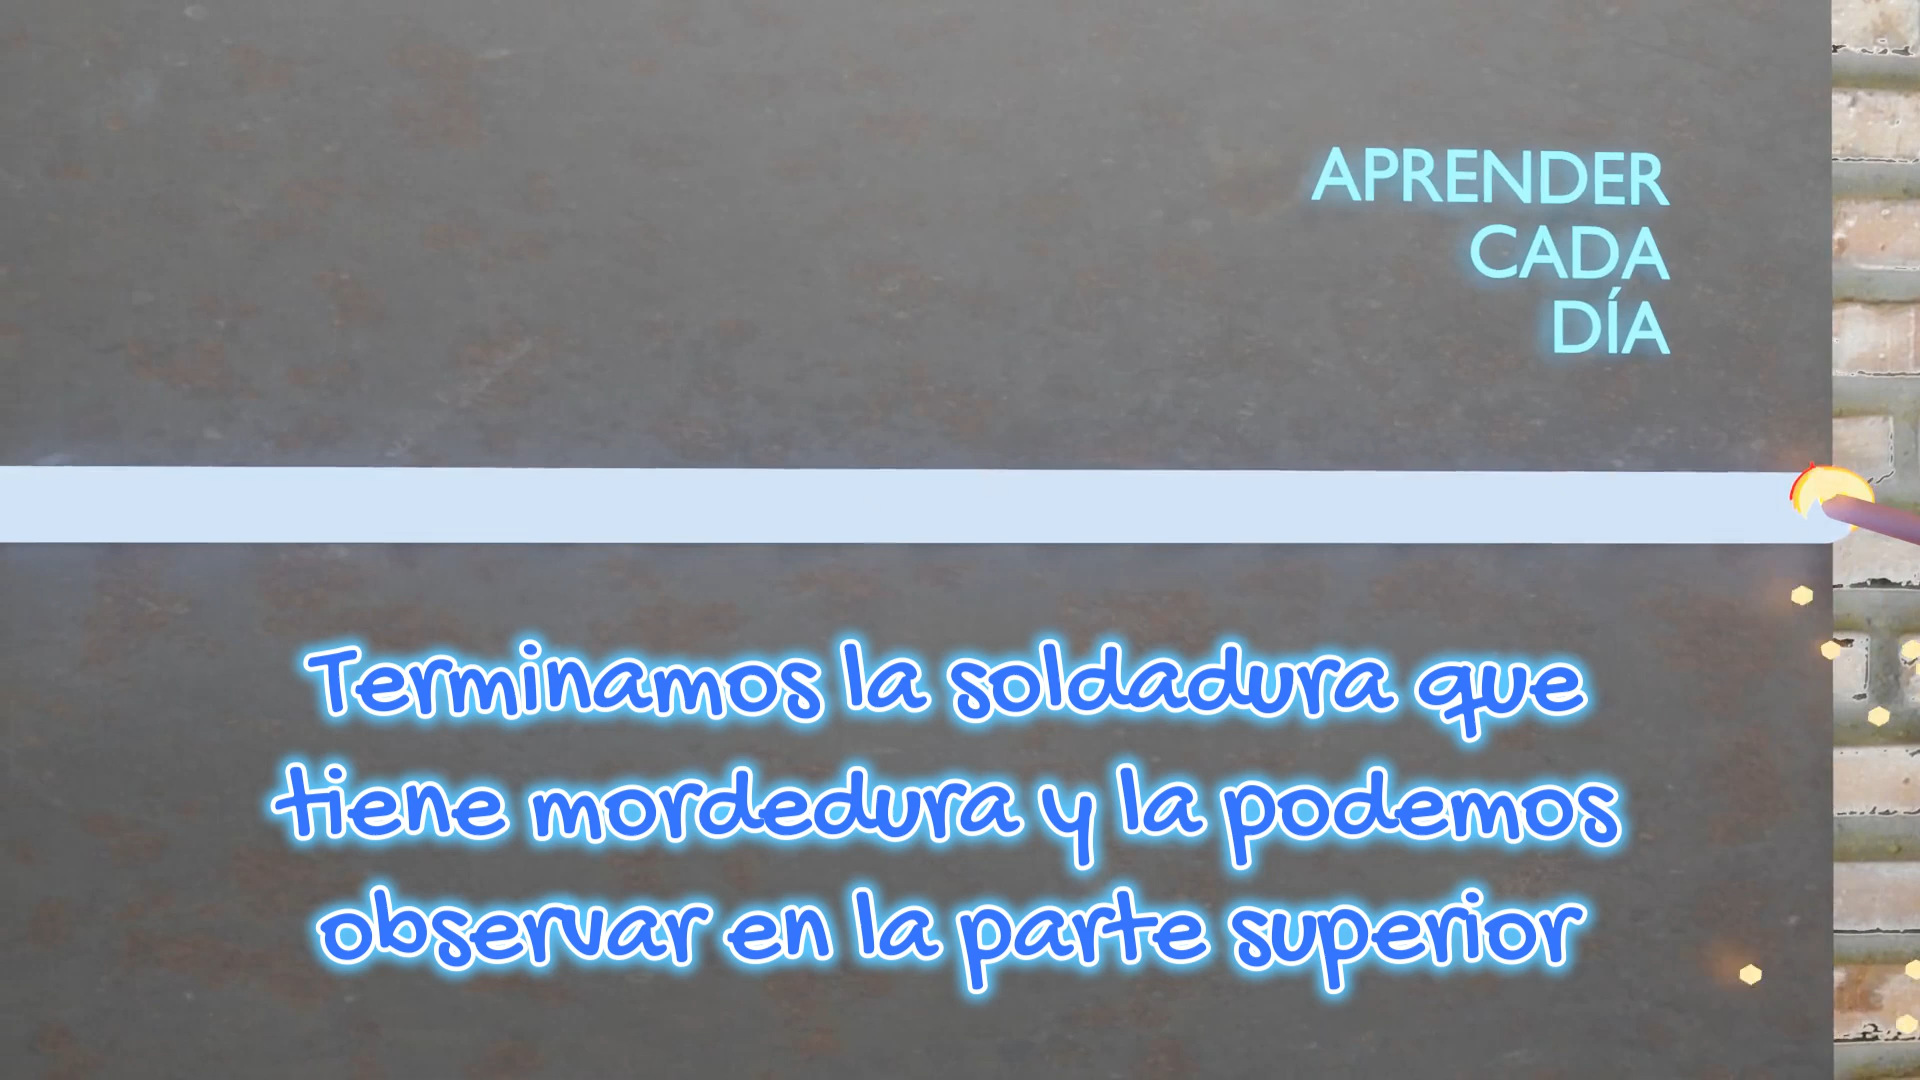 APRENDER
CADA
DÍA
Terminamos la soldadura que
tiene mordedura y la podemos
observar en la parte superior